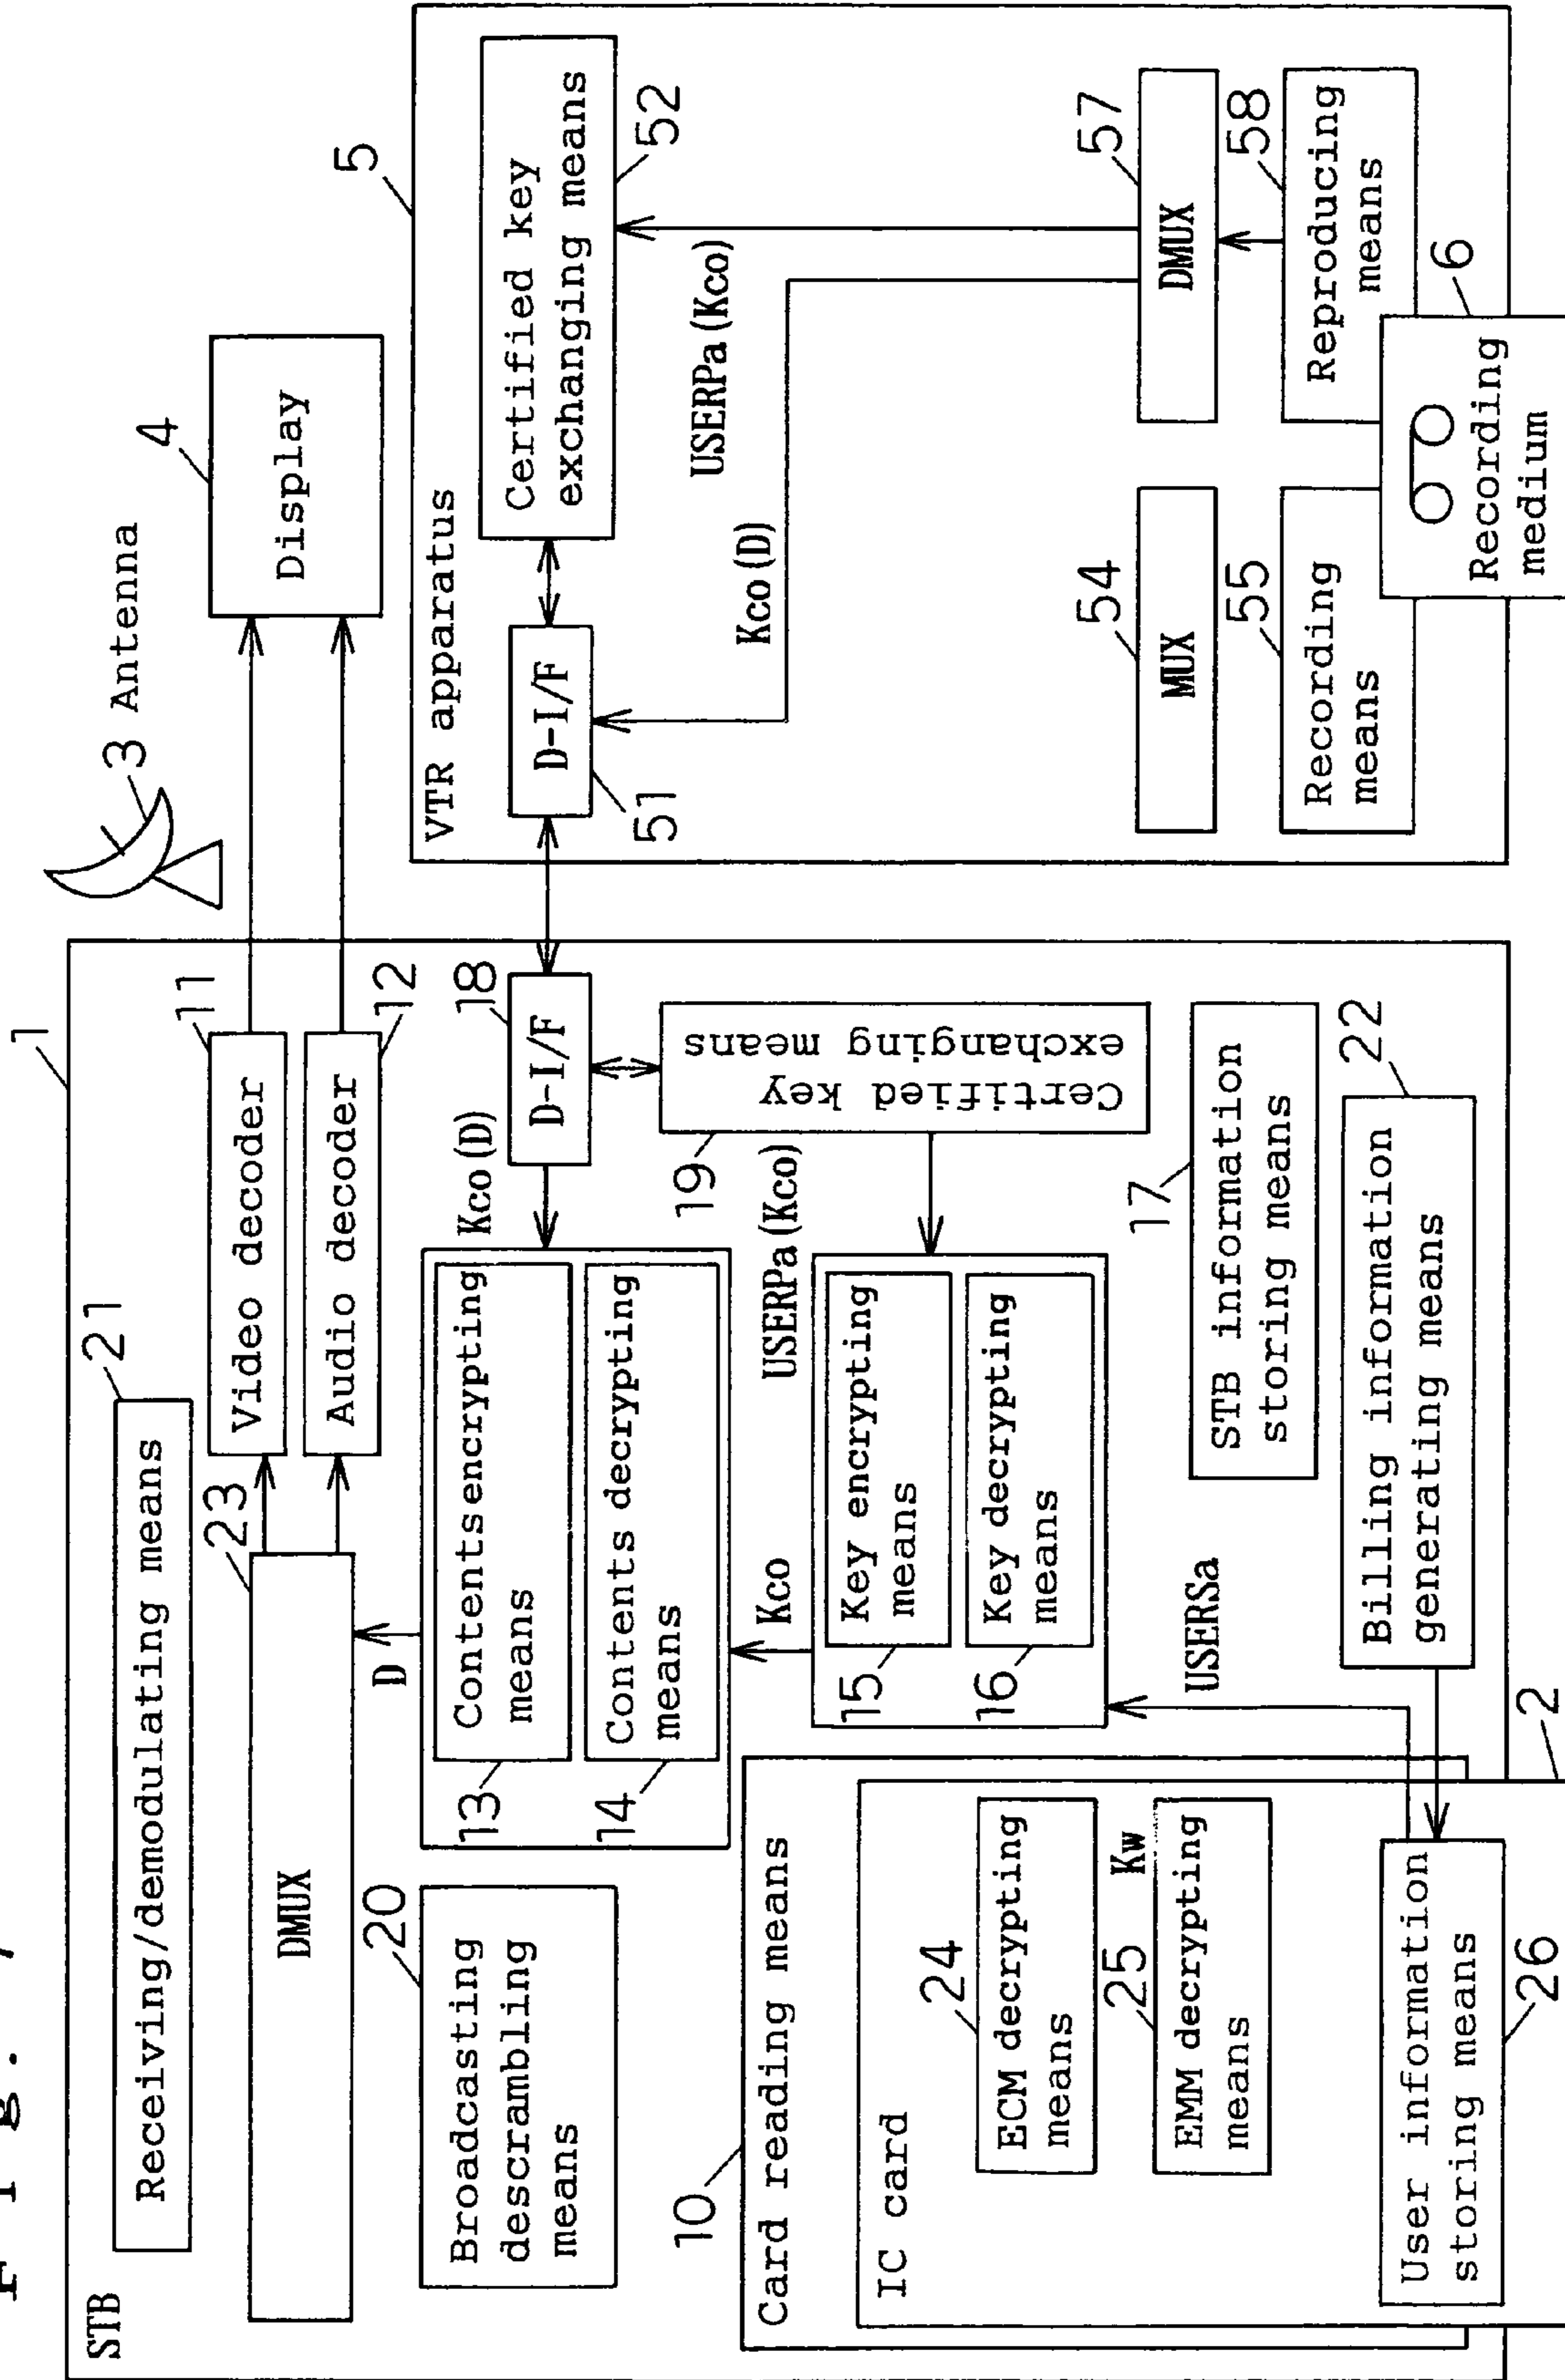 Fig. 7
STB
1
Receiving/demodulating means
21
DMUX
23
Video decoder
11
Audio decoder
12
3 Antenna
4
Display
Broadcasting
descrambling
means
20
D
Contents encrypting
means
13
Contents decrypting
means
14
Kco(D)
18
D-I/F
Certified key
exchanging means
19
USERPa(Kco)
Kco
Key encrypting
means
15
Key decrypting
means
16
USERSa
17
STB information
storing means
22
Billing information
generating means
10
Card reading means
IC card
2
24
ECM decrypting
means
25
Kw
EMM decrypting
means
User information
storing means
26
VTR apparatus
5
D-I/F
51
Certified key
exchanging means
52
USERPa(Kco)
Kco(D)
54
MUX
57
DMUX
55
Recording
means
58
Reproducing
means
6
Recording
medium